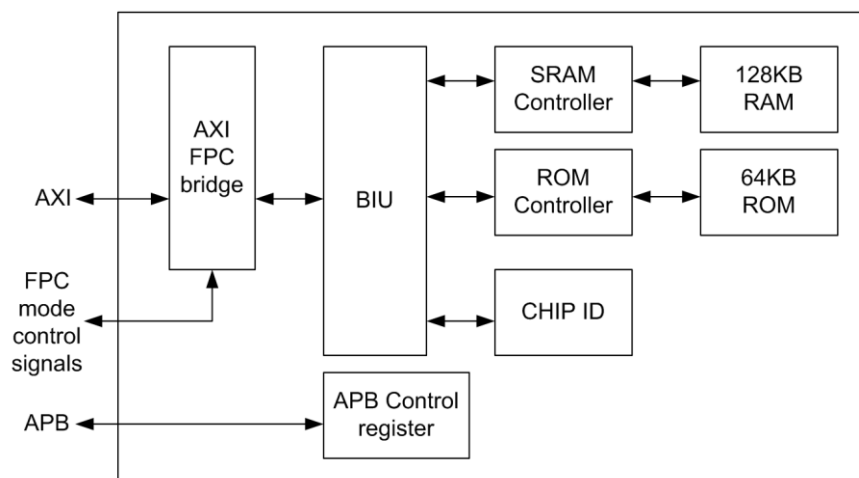 SRAM
Controller
128KB
RAM
AXI
FPC
bridge
AXI
BIU
ROM
Controller
64KB
ROM
FPC
mode
control
signals
CHIP ID
APB
APB Control
register